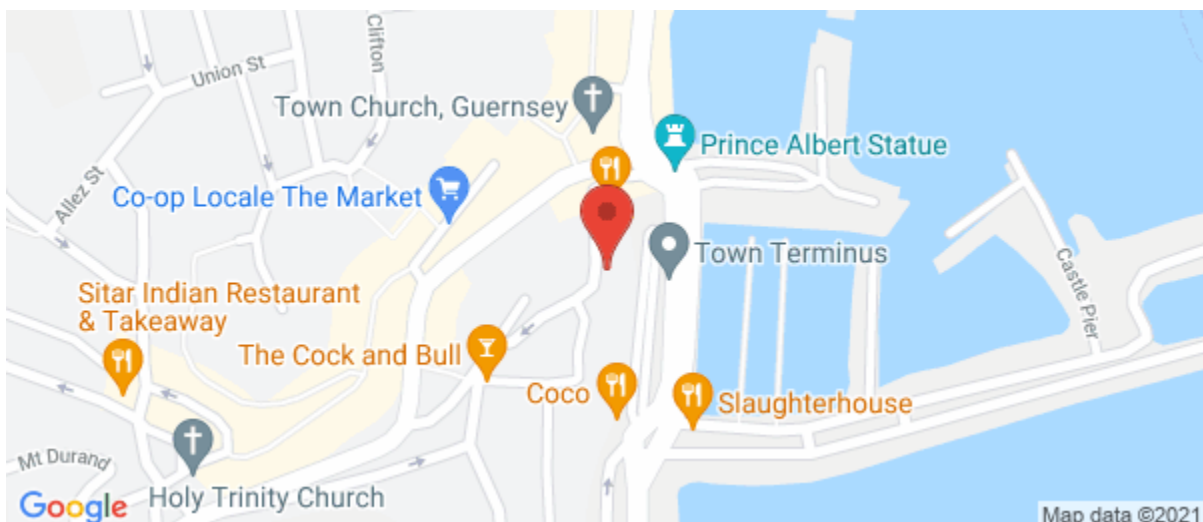 Clifton
Union St
Town Church, Guernsey
Prince Albert Statue
Allez St
Co-op Locale The Market
Town Terminus
Castle Pier
Sitar Indian Restaurant
& Takeaway
The Cock and Bull
Coco
Slaughterhouse
Mt Durand
Holy Trinity Church
Google
Map data ©2021